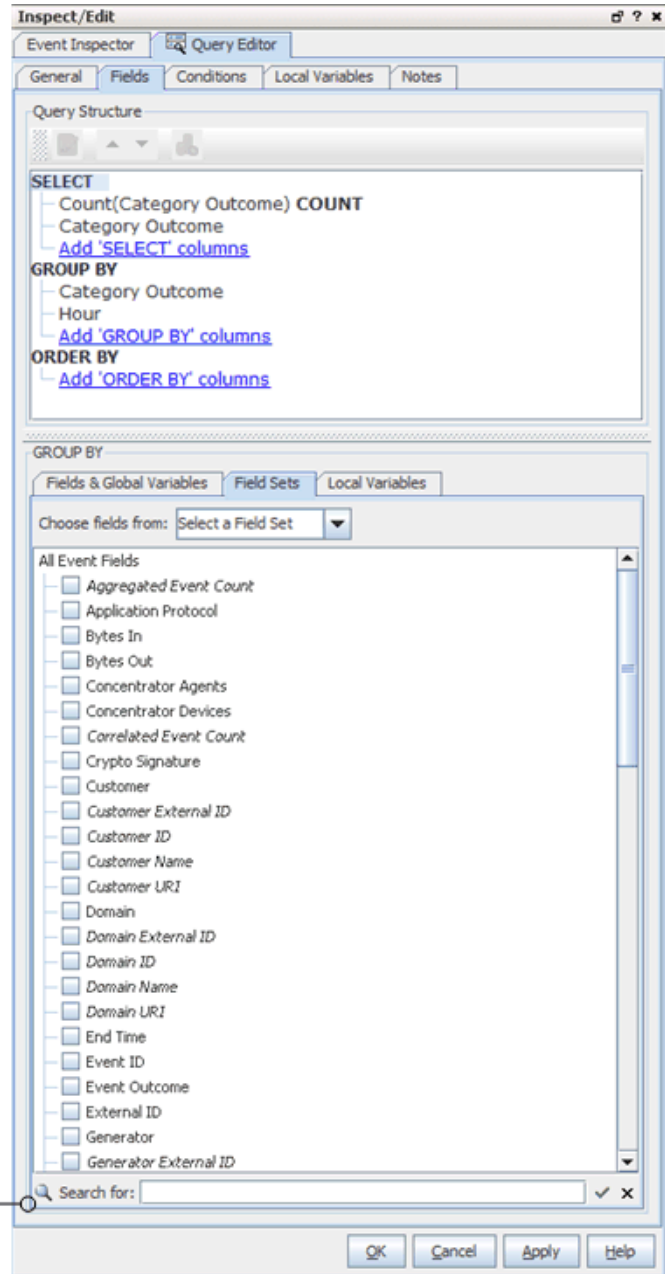 Inspect/Edit ? x
Event Inspector Query Editor
General Fields Conditions Local Variables Notes
Query Structure
SELECT
Count(Category Outcome) COUNT
Category Outcome
Add 'SELECT' columns
GROUP BY
Category Outcome
Hour
Add 'GROUP BY' columns
ORDER BY
Add 'ORDER BY' columns
GROUP BY
Fields & Global Variables Field Sets Local Variables
Choose fields from: Select a Field Set
All Event Fields
Aggregated Event Count
Application Protocol
Bytes In
Bytes Out
Concentrator Agents
Concentrator Devices
Correlated Event Count
Crypto Signature
Customer
Customer External ID
Customer ID
Customer Name
Customer URI
Domain
Domain External ID
Domain ID
Domain Name
Domain URI
End Time
Event ID
Event Outcome
External ID
Generator
Generator External ID
Search for:
OK Cancel Apply Help